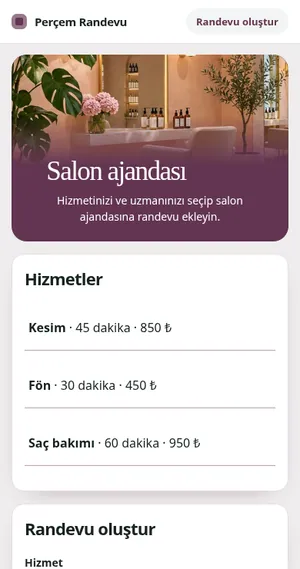 Perçem Randevu
Randevu oluştur
Salon ajandası
Hizmetinizi ve uzmanınızı seçip salon
ajandasına randevu ekleyin.
Hizmetler
Kesim · 45 dakika · 850 ₺
Fön · 30 dakika · 450 ₺
Saç bakımı · 60 dakika · 950 ₺
Randevu oluştur
Hizmet